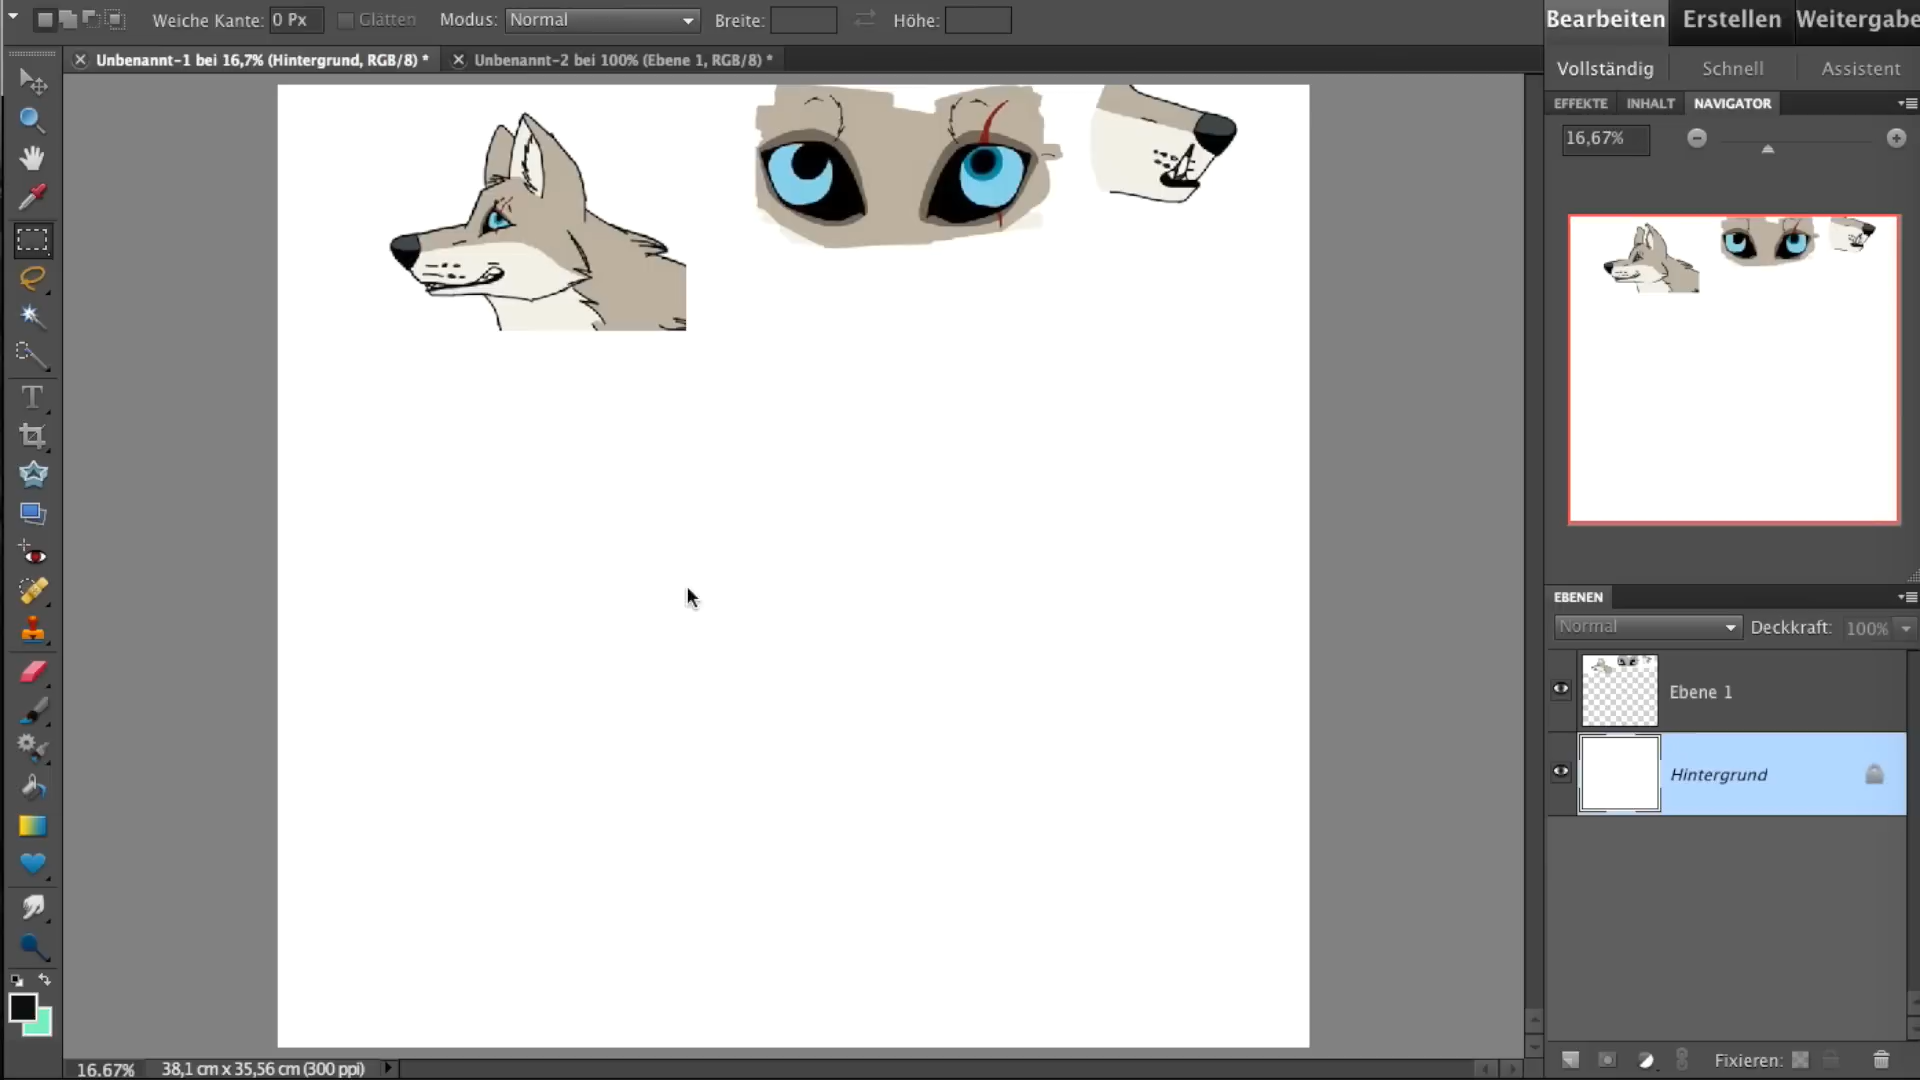 Weiche Kante: 0 Px Glätten Modus: Normal Breite: Höhe:
Bearbeiten Erstellen Weitergabe
Unbenannt-1 bei 16,7% (Hintergrund, RGB/8) * Unbenannt-2 bei 100% (Ebene 1, RGB/8) *
Vollständig Schnell Assistent
EFFEKTE INHALT NAVIGATOR
16,67%
EBENEN
Normal Deckkraft: 100%
Ebene 1
Hintergrund
Fixieren:
16.67% 38,1 cm x 35,56 cm (300 ppi)